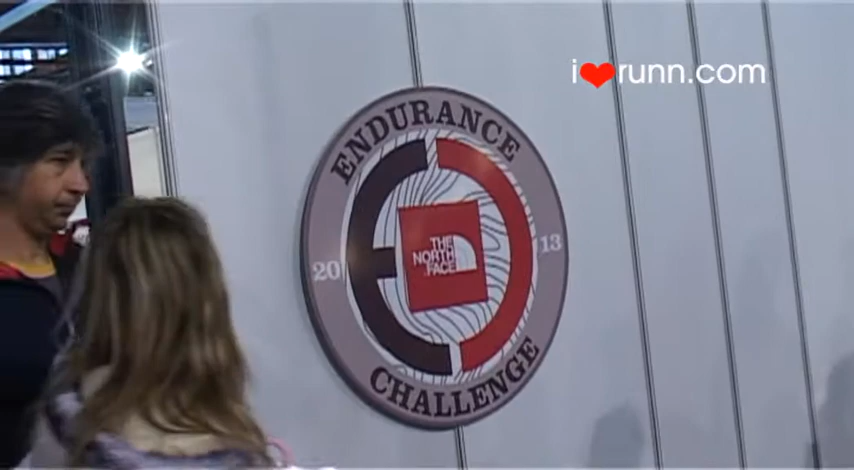 i❤runn.com
ENDURANCE
20 13
THE
NORTH
FACE
CHALLENGE